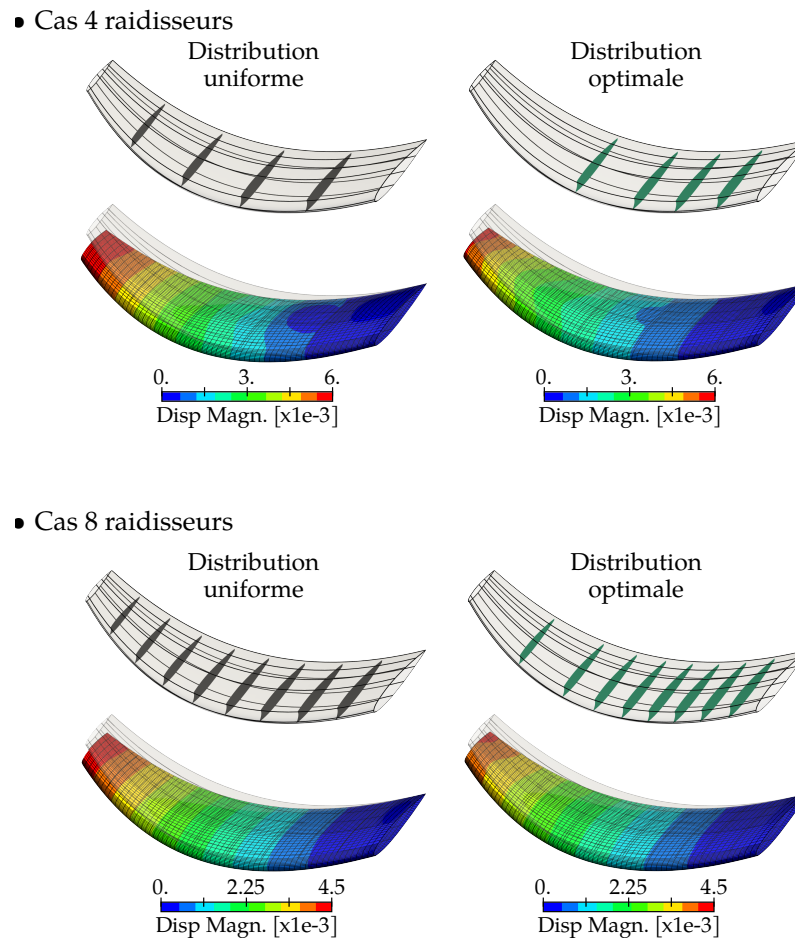 • Cas 4 raidisseurs
Distribution
uniforme
Distribution
optimale
0. 3. 6.
Disp Magn. [x1e-3]
0. 3. 6.
Disp Magn. [x1e-3]
• Cas 8 raidisseurs
Distribution
uniforme
Distribution
optimale
0. 2.25 4.5
Disp Magn. [x1e-3]
0. 2.25 4.5
Disp Magn. [x1e-3]